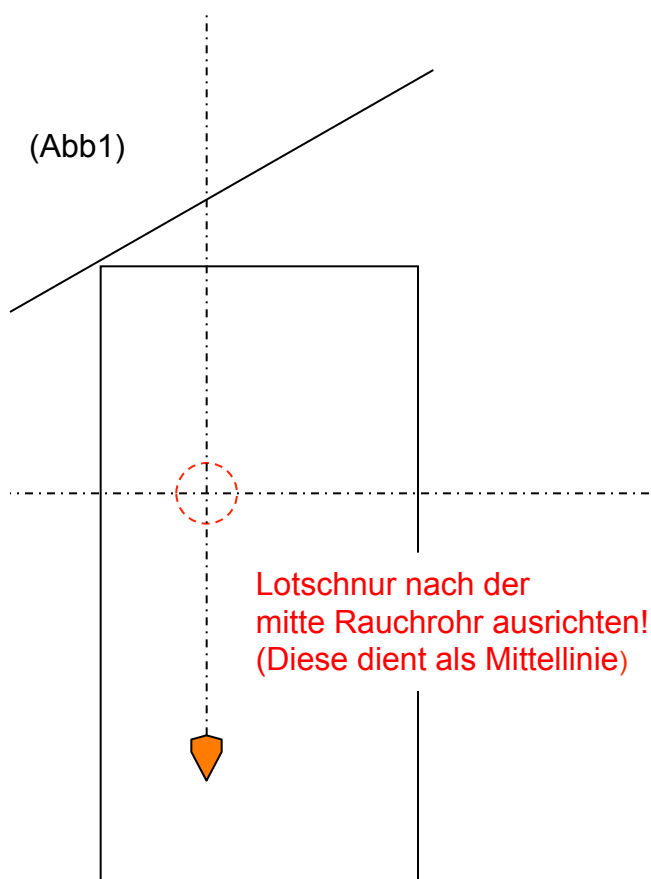 (Abb1)
Lotschnur nach der
mitte Rauchrohr ausrichten!
(Diese dient als Mittellinie)